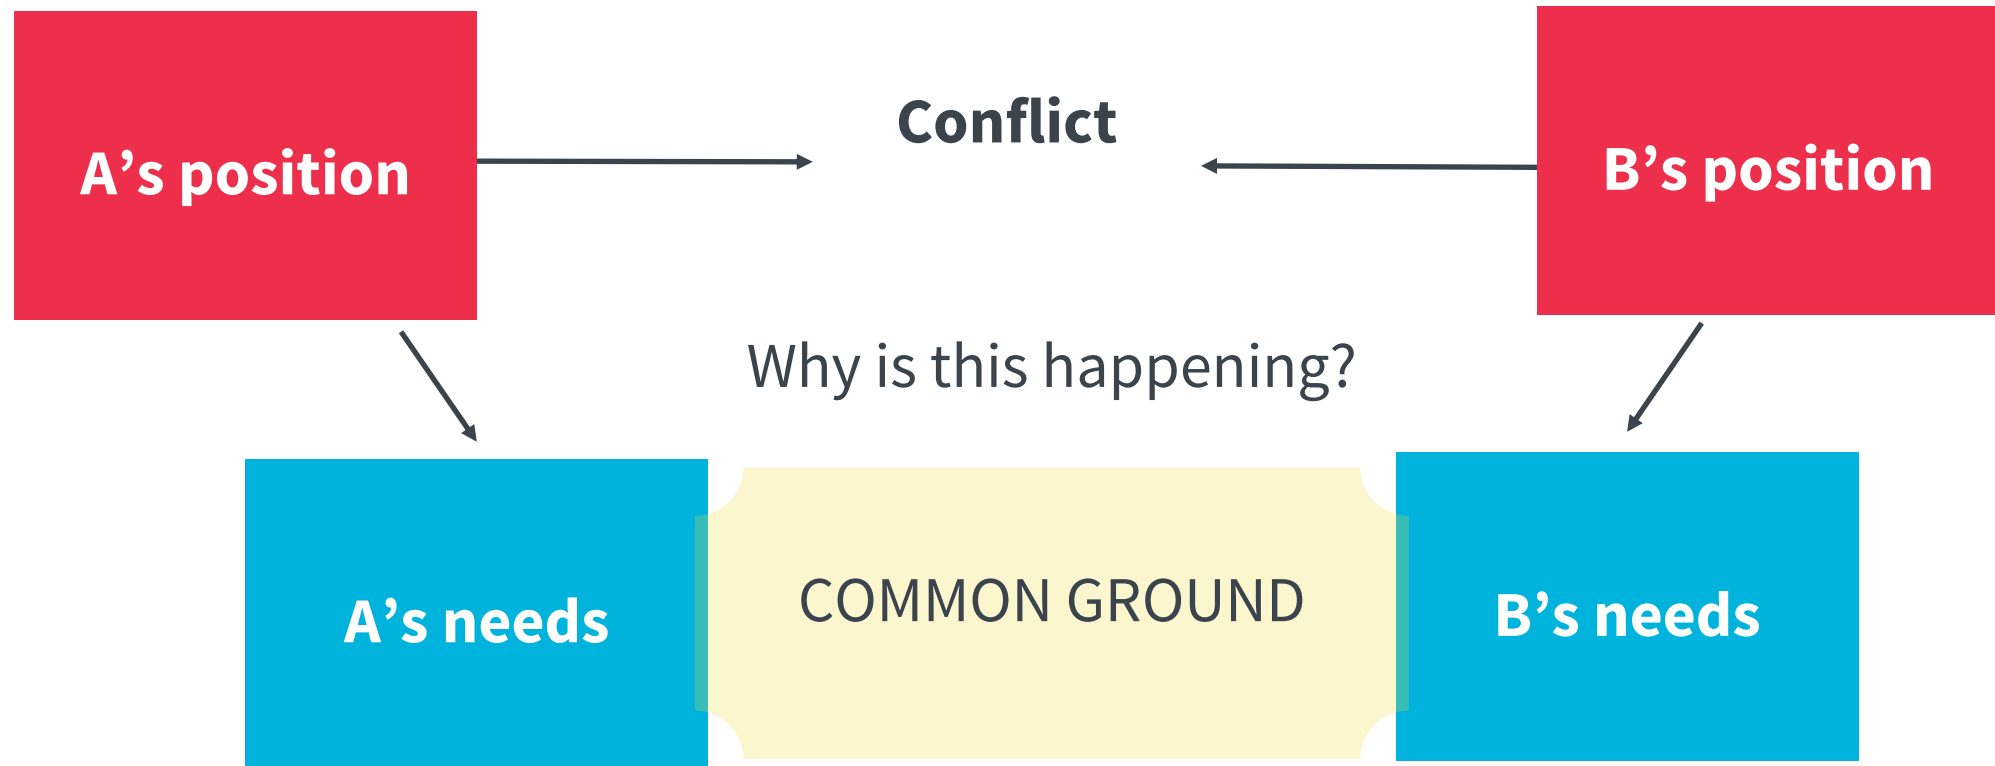 A’s position
Conflict
B’s position
Why is this happening?
A’s needs
COMMON GROUND
B’s needs